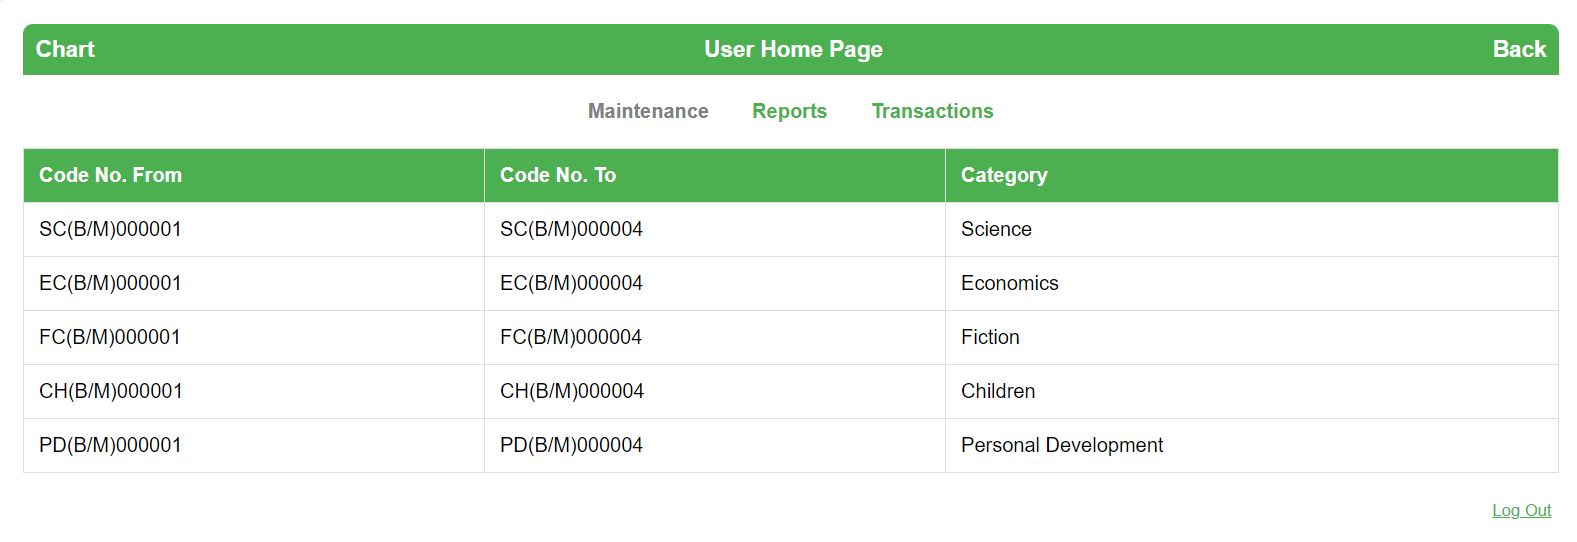 Chart User Home Page Back
Maintenance Reports Transactions
Code No. From Code No. To Category
SC(B/M)000001 SC(B/M)000004 Science
EC(B/M)000001 EC(B/M)000004 Economics
FC(B/M)000001 FC(B/M)000004 Fiction
CH(B/M)000001 CH(B/M)000004 Children
PD(B/M)000001 PD(B/M)000004 Personal Development
Log Out